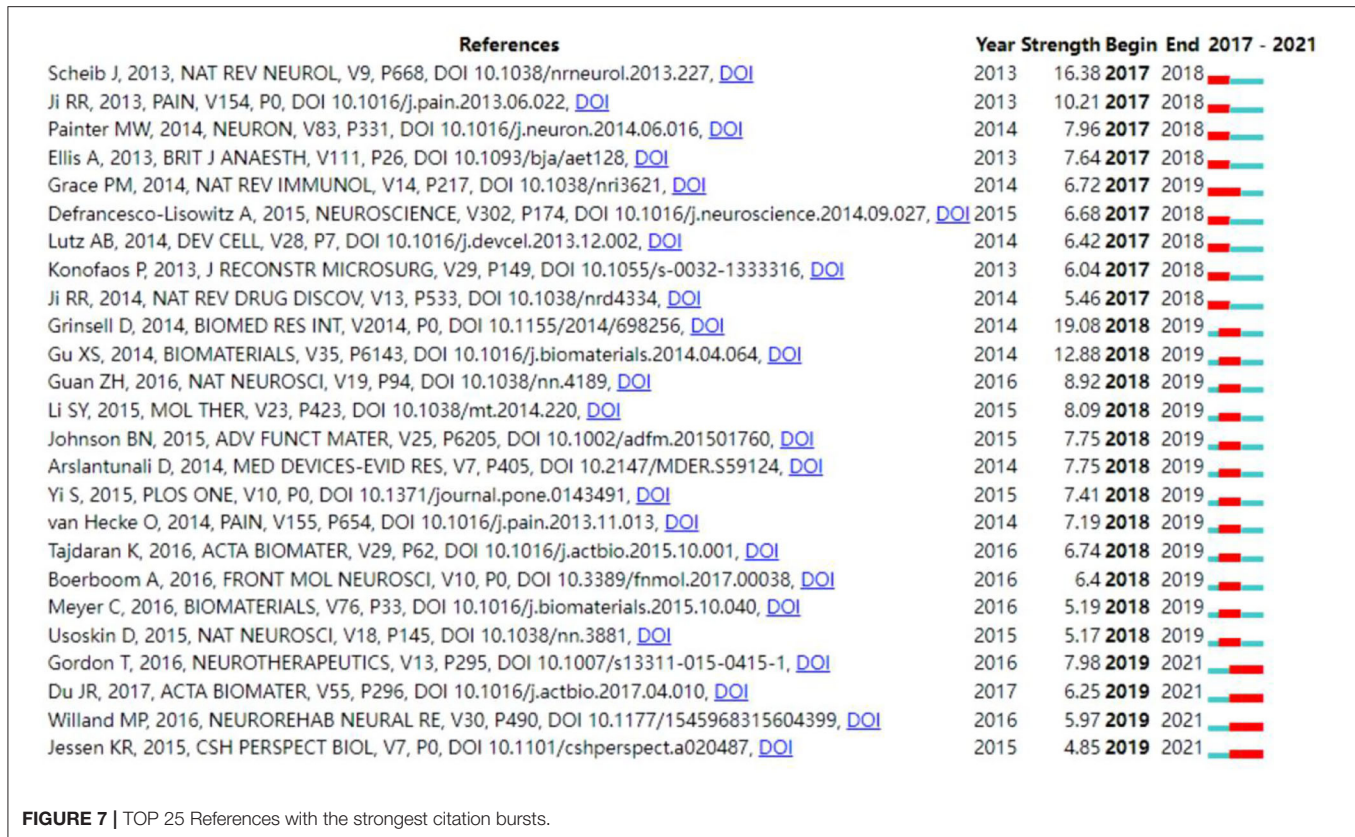 References Year Strength Begin End 2017 - 2021
Scheib J, 2013, NAT REV NEUROL, V9, P668, DOI 10.1038/nrneurol.2013.227, DOI 2013 16.38 2017 2018
Ji RR, 2013, PAIN, V154, P0, DOI 10.1016/j.pain.2013.06.022, DOI 2013 10.21 2017 2018
Painter MW, 2014, NEURON, V83, P331, DOI 10.1016/j.neuron.2014.06.016, DOI 2014 7.96 2017 2018
Ellis A, 2013, BRIT J ANAESTH, V111, P26, DOI 10.1093/bja/aet128, DOI 2013 7.64 2017 2018
Grace PM, 2014, NAT REV IMMUNOL, V14, P217, DOI 10.1038/nri3621, DOI 2014 6.72 2017 2019
Defrancesco-Lisowitz A, 2015, NEUROSCIENCE, V302, P174, DOI 10.1016/j.neuroscience.2014.09.027, DOI 2015 6.68 2017 2018
Lutz AB, 2014, DEV CELL, V28, P7, DOI 10.1016/j.devcel.2013.12.002, DOI 2014 6.42 2017 2018
Konofaos P, 2013, J RECONSTR MICROSURG, V29, P149, DOI 10.1055/s-0032-1333316, DOI 2013 6.04 2017 2018
Ji RR, 2014, NAT REV DRUG DISCOV, V13, P533, DOI 10.1038/nrd4334, DOI 2014 5.46 2017 2018
Grinsell D, 2014, BIOMED RES INT, V2014, P0, DOI 10.1155/2014/698256, DOI 2014 19.08 2018 2019
Gu XS, 2014, BIOMATERIALS, V35, P6143, DOI 10.1016/j.biomaterials.2014.04.064, DOI 2014 12.88 2018 2019
Guan ZH, 2016, NAT NEUROSCI, V19, P94, DOI 10.1038/nn.4189, DOI 2016 8.92 2018 2019
Li SY, 2015, MOL THER, V23, P423, DOI 10.1038/mt.2014.220, DOI 2015 8.09 2018 2019
Johnson BN, 2015, ADV FUNCT MATER, V25, P6205, DOI 10.1002/adfm.201501760, DOI 2015 7.75 2018 2019
Arslantunali D, 2014, MED DEVICES-EVID RES, V7, P405, DOI 10.2147/MDER.S59124, DOI 2014 7.75 2018 2019
Yi S, 2015, PLOS ONE, V10, P0, DOI 10.1371/journal.pone.0143491, DOI 2015 7.41 2018 2019
van Hecke O, 2014, PAIN, V155, P654, DOI 10.1016/j.pain.2013.11.013, DOI 2014 7.19 2018 2019
Tajdaran K, 2016, ACTA BIOMATER, V29, P62, DOI 10.1016/j.actbio.2015.10.001, DOI 2016 6.74 2018 2019
Boerboom A, 2016, FRONT MOL NEUROSCI, V10, P0, DOI 10.3389/fnmol.2017.00038, DOI 2016 6.4 2018 2019
Meyer C, 2016, BIOMATERIALS, V76, P33, DOI 10.1016/j.biomaterials.2015.10.040, DOI 2016 5.19 2018 2019
Usoskin D, 2015, NAT NEUROSCI, V18, P145, DOI 10.1038/nn.3881, DOI 2015 5.17 2018 2019
Gordon T, 2016, NEUROTHERAPEUTICS, V13, P295, DOI 10.1007/s13311-015-0415-1, DOI 2016 7.98 2019 2021
Du JR, 2017, ACTA BIOMATER, V55, P296, DOI 10.1016/j.actbio.2017.04.010, DOI 2017 6.25 2019 2021
Willand MP, 2016, NEUROREHAB NEURAL RE, V30, P490, DOI 10.1177/1545968315604399, DOI 2016 5.97 2019 2021
Jessen KR, 2015, CSH PERSPECT BIOL, V7, P0, DOI 10.1101/cshperspect.a020487, DOI 2015 4.85 2019 2021
FIGURE 7 | TOP 25 References with the strongest citation bursts.